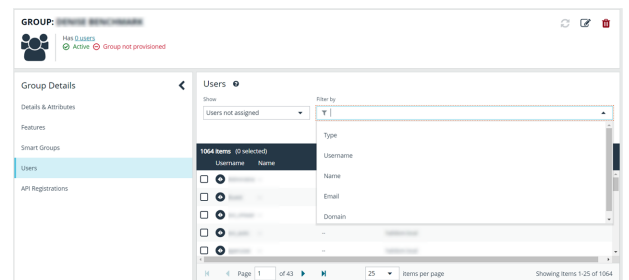 GROUP:
Has 0 users
Active Group not provisioned
Group Details
Details & Attributes
Features
Smart Groups
Users
API Registrations
Users
Show
Filter by
Users not assigned
Type
Username
Name
Email
Domain
1064 items (0 selected)
Username Name
--
--
Page 1 of 43
25 items per page
Showing Items 1-25 of 1064